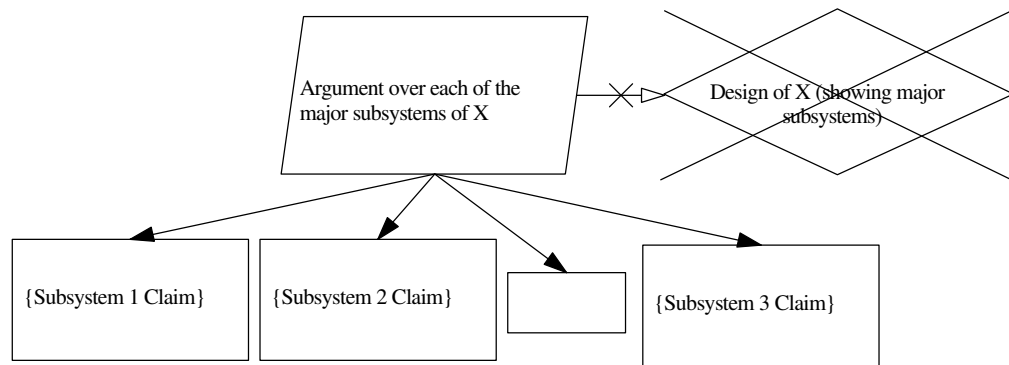 Argument over each of the
major subsystems of X
Design of X (showing major
subsystems)
{Subsystem 1 Claim}
{Subsystem 2 Claim}
{Subsystem 3 Claim}